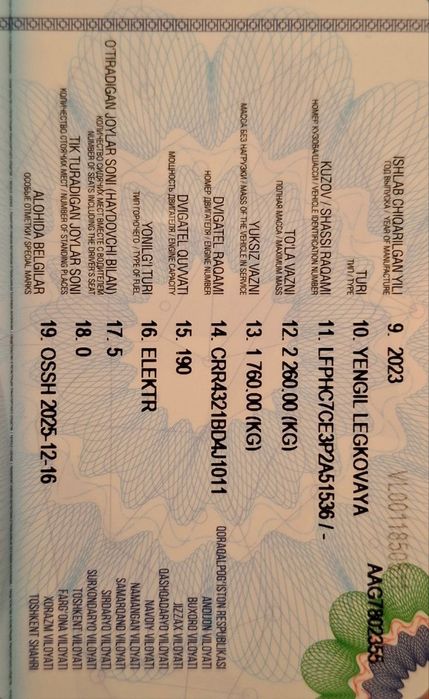 ISHLAB CHIQARILGAN YILI 9. 2023
ГОД ВЫПУСКА / YEAR OF MANUFACTURE
TURI 10. YENGIL LEGKOVAYA
ТИП / TYPE
KUZOV / SHASSI RAQAMI 11. LFPHC7CE3P2A51536 / -
НОМЕР КУЗОВА/ШАССИ / VEHICLE IDENTIFICATION NUMBER
TO'LA VAZNI 12. 2 260,00 (KG)
ПОЛНАЯ МАССА / MAXIMUM MASS
YUKSIZ VAZNI 13. 1 760,00 (KG)
МАССА БЕЗ НАГРУЗКИ / MASS OF THE VEHICLE IN SERVICE
DVIGATEL RAQAMI 14. CRR4321BD4J1011
НОМЕР ДВИГАТЕЛЯ / ENGINE NUMBER
DVIGATEL QUVVATI 15. 190
МОЩНОСТЬ ДВИГАТЕЛЯ / ENGINE CAPACITY
YONILG'I TURI 16. ELEKTR
ТИП ГОРЮЧЕГО / TYPE OF FUEL
O'TIRADIGAN JOYLAR SONI (HAYDOVCHI BILAN) 17. 5
КОЛИЧЕСТВО СИДЯЧИХ МЕСТ ВМЕСТЕ С ВОДИТЕЛЕМ
NUMBER OF SEATS INCLUDING THE DRIVER'S SEAT
TIK TURADIGAN JOYLAR SONI 18. 0
КОЛИЧЕСТВО СТОЯЧИХ МЕСТ / NUMBER OF STANDING PLACES
ALOHIDA BELGILAR 19. OSSH 2025-12-16
ОСОБЫЕ ОТМЕТКИ / SPECIAL MARKS
AAG7802355
QORAQALPOG'ISTON RESPUBLIKASI
ANDIJON VILOYATI
BUXORO VILOYATI
JIZZAX VILOYATI
QASHQADARYO VILOYATI
NAVOIY VILOYATI
NAMANGAN VILOYATI
SAMARQAND VILOYATI
SIRDARYO VILOYATI
SURXONDARYO VILOYATI
TOSHKENT VILOYATI
FARG'ONA VILOYATI
XORAZM VILOYATI
TOSHKENT SHAHRI